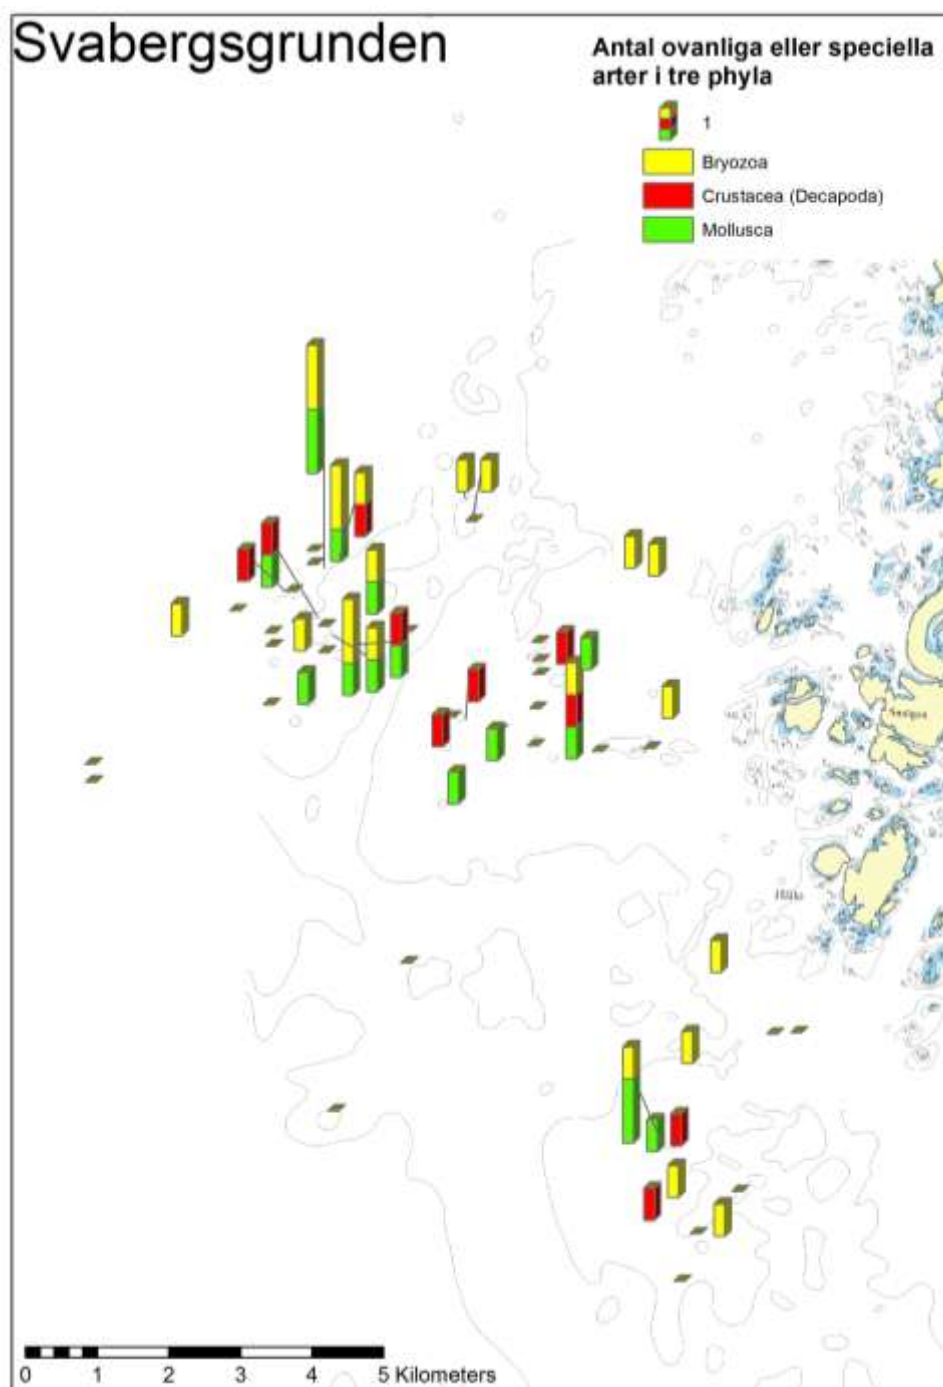 Svabergsgrunden
Antal ovanliga eller speciella
arter i tre phyla
1
Bryozoa
Crustacea (Decapoda)
Mollusca
0 1 2 3 4 5 Kilometers